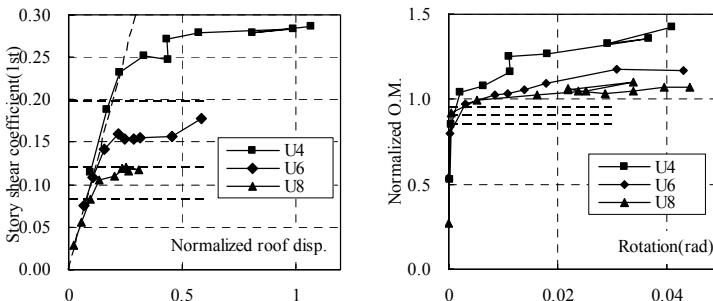 Story shear coefficient(1st)
0.30
0.25
0.20
0.15
0.10
0.05
0.00
U4
U6
U8
Normalized roof disp.
0 0.5 1
Normalized O.M.
1.5
1.0
0.5
0.0
U4
U6
U8
Rotation(rad)
0 0.02 0.04